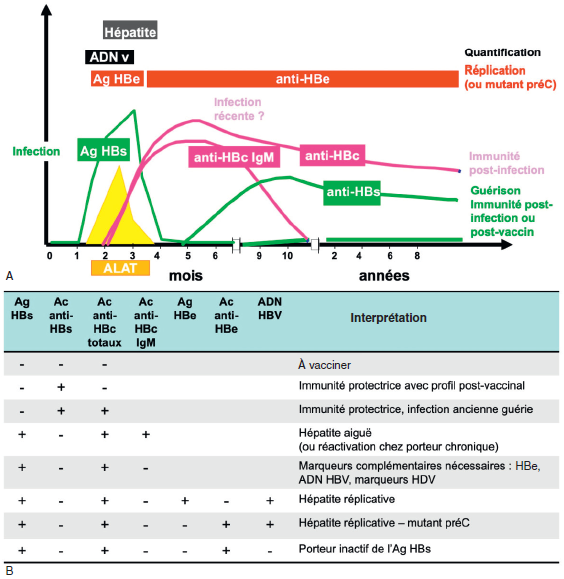 Hépatite
ADN v
Quantification
Ag HBe
anti-HBe
Réplication
(ou mutant préC)
Infection
récente ?
Infection
Ag HBs
anti-HBc IgM
anti-HBc
Immunité
post-infection
anti-HBs
Guérison
Immunité post-
infection ou
post-vaccin
0 1 2 3 4 5 6 9 10 2 4 6 8
ALAT
mois
années
A
Ag HBs
Ac anti-HBs
Ac anti-HBc totaux
Ac anti-HBc IgM
Ag HBe
Ac anti-HBe
ADN HBV
Interprétation
- - - À vacciner
- + - Immunité protectrice avec profil post-vaccinal
- + + Immunité protectrice, infection ancienne guérie
+ - + + Hépatite aiguë
(ou réactivation chez porteur chronique)
+ - + - Marqueurs complémentaires nécessaires : HBe,
ADN HBV, marqueurs HDV
+ - + - + - + Hépatite réplicative
+ - + - - + + Hépatite réplicative – mutant préC
+ - + - - + - Porteur inactif de l'Ag HBs
B